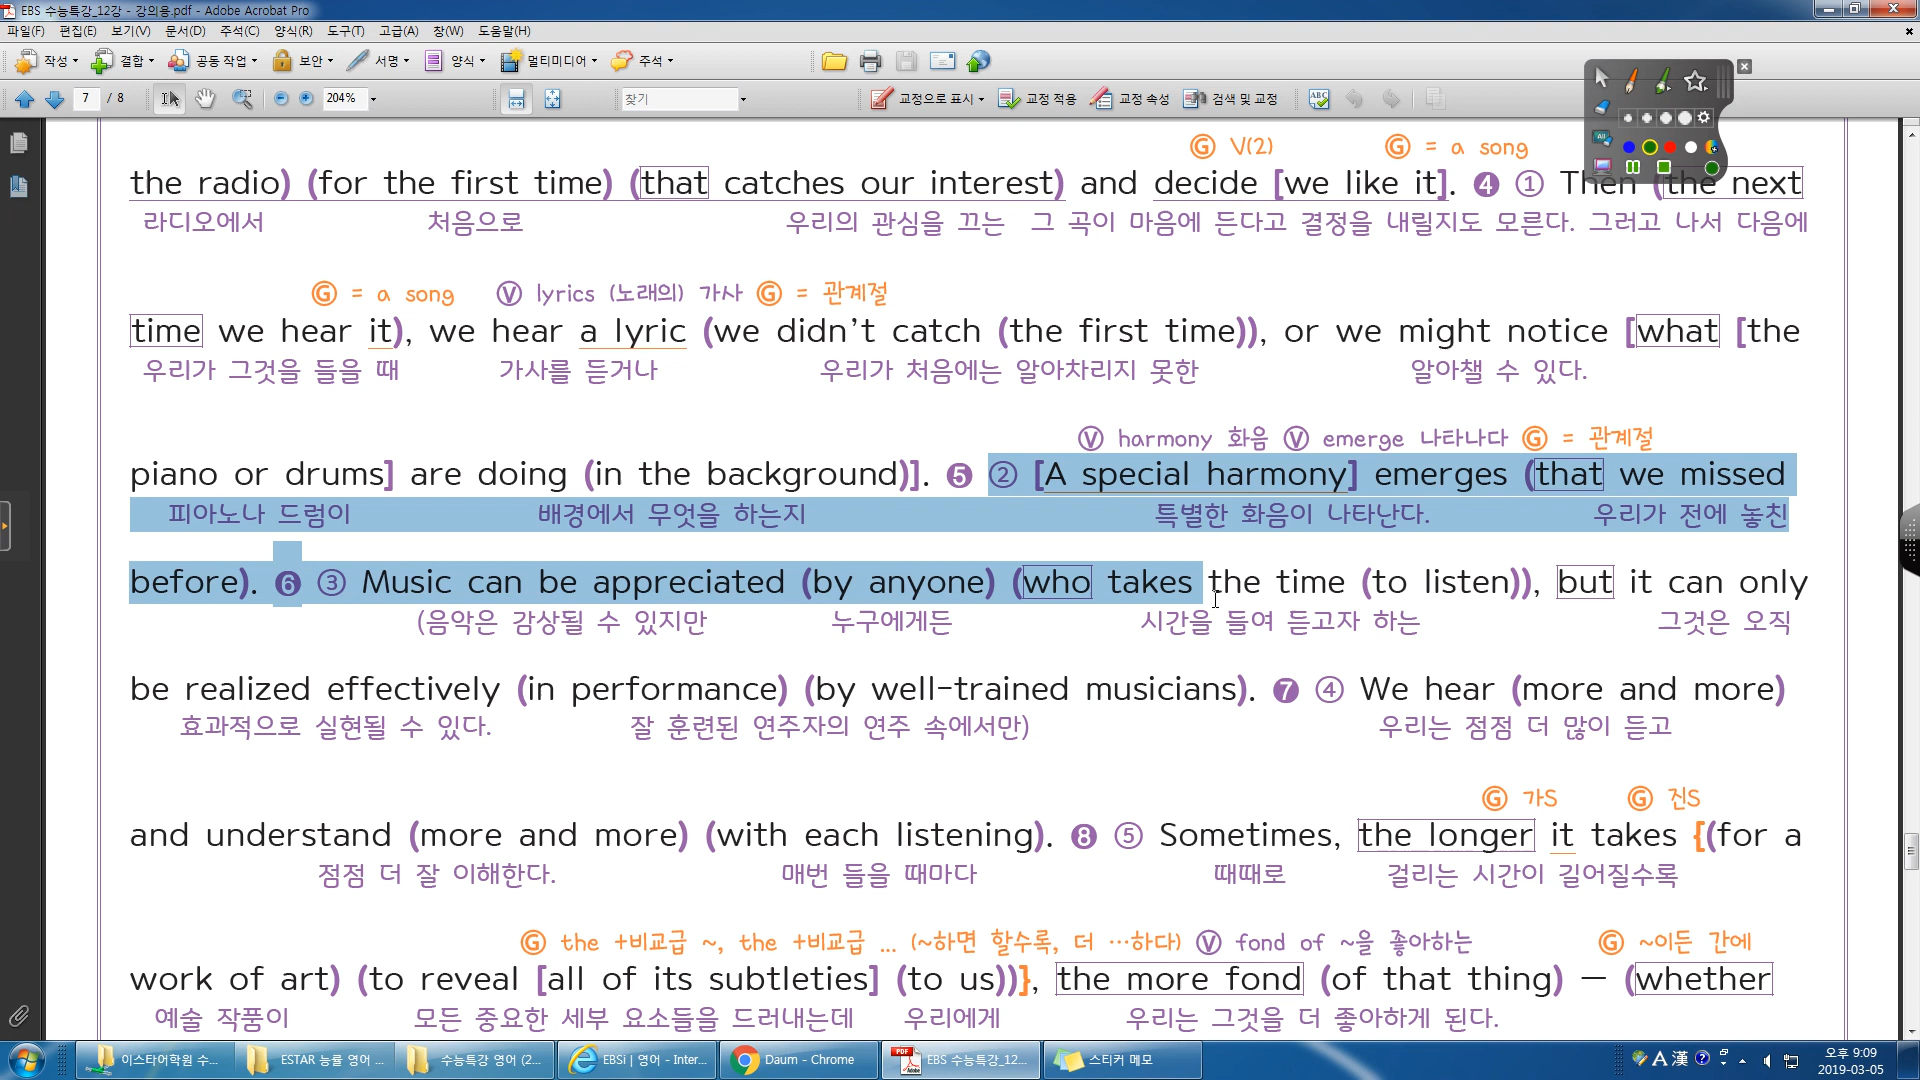 EBS 수능특강_12강 - 강의용.pdf - Adobe Acrobat Pro
파일(F) 편집(E) 보기(V) 문서(D) 주석(C) 양식(R) 도구(T) 고급(A) 창(W) 도움말(H)
작성 결합 공동 작업 보안 서명 양식 멀티미디어 주석
7 / 8 204% 찾기 교정으로 표시 교정 적용 교정 속성 검색 및 교정
Ⓖ V(2) Ⓖ = a song
the radio) (for the first time) (that catches our interest) and decide [we like it]. ❹ ① Then (the next
라디오에서 처음으로 우리의 관심을 끄는 그 곡이 마음에 든다고 결정을 내릴지도 모른다. 그러고 나서 다음에
Ⓖ = a song Ⓥ lyrics (노래의) 가사 Ⓖ = 관계절
time we hear it), we hear a lyric (we didn't catch (the first time)), or we might notice [what [the
우리가 그것을 들을 때 가사를 듣거나 우리가 처음에는 알아차리지 못한 알아챌 수 있다.
Ⓥ harmony 화음 Ⓥ emerge 나타나다 Ⓖ = 관계절
piano or drums] are doing (in the background)]. ❺ ② [A special harmony] emerges (that we missed
피아노나 드럼이 배경에서 무엇을 하는지 특별한 화음이 나타난다. 우리가 전에 놓친
before). ❻ ③ Music can be appreciated (by anyone) (who takes the time (to listen)), but it can only
(음악은 감상될 수 있지만 누구에게든 시간을 들여 듣고자 하는 그것은 오직
be realized effectively (in performance) (by well-trained musicians). ❼ ④ We hear (more and more)
효과적으로 실현될 수 있다. 잘 훈련된 연주자의 연주 속에서만) 우리는 점점 더 많이 듣고
Ⓖ 가S Ⓖ 진S
and understand (more and more) (with each listening). ❽ ⑤ Sometimes, the longer it takes {(for a
점점 더 잘 이해한다. 매번 들을 때마다 때때로 걸리는 시간이 길어질수록
Ⓖ the +비교급 ~, the +비교급 ... (~하면 할수록, 더 …하다) Ⓥ fond of ~을 좋아하는 Ⓖ ~이든 간에
work of art) (to reveal [all of its subtleties] (to us))}, the more fond (of that thing) — (whether
예술 작품이 모든 중요한 세부 요소들을 드러내는데 우리에게 우리는 그것을 더 좋아하게 된다.
이스타어학원 수... ESTAR 능률 영어 ... 수능특강 영어 (2... EBSi | 영어 - Inter... Daum - Chrome EBS 수능특강_12... 스티커 메모
A 漢 오후 9:09
2019-03-05